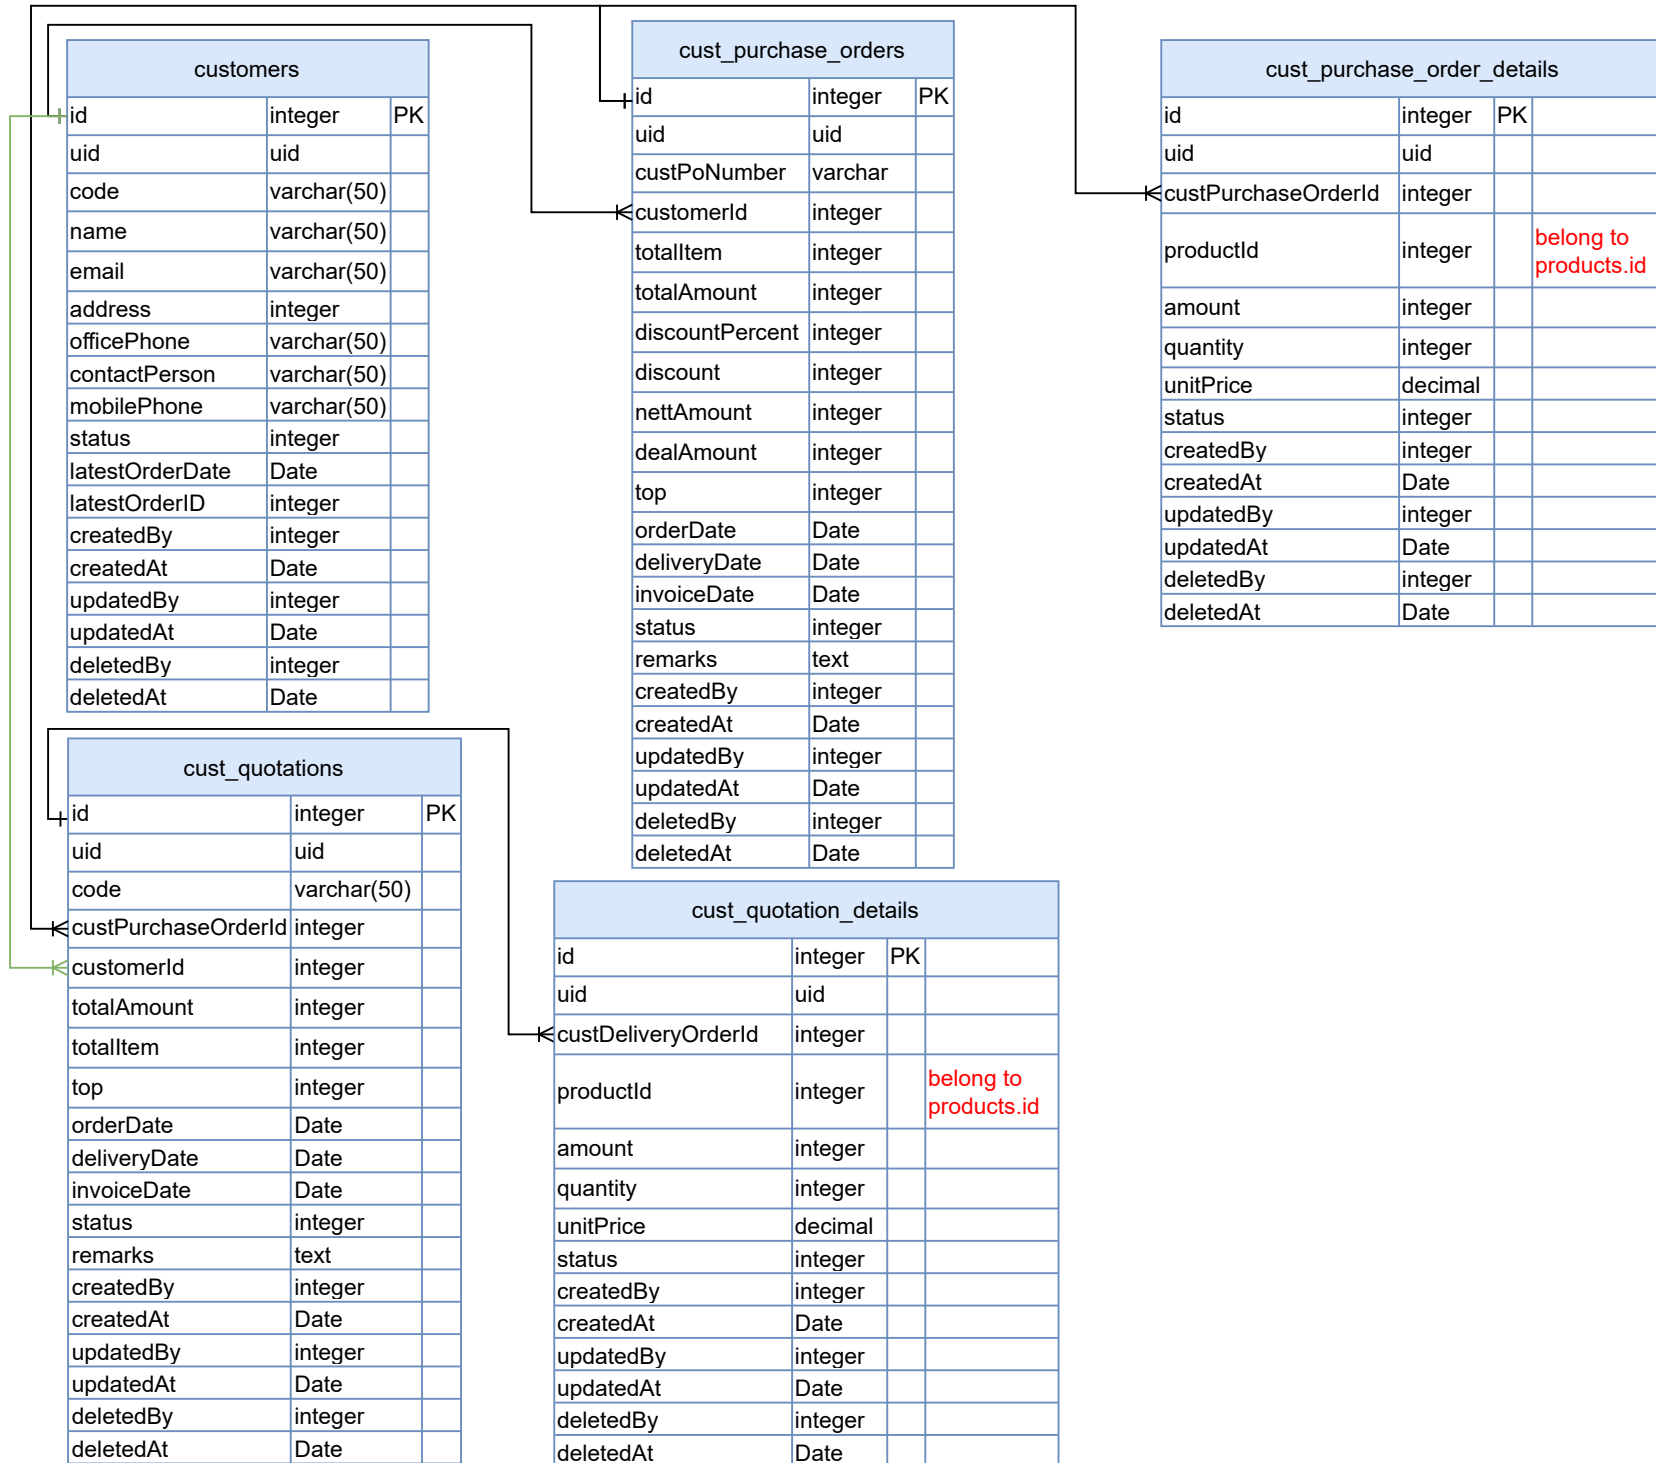 customers
id integer PK
uid uid
code varchar(50)
name varchar(50)
email varchar(50)
address integer
officePhone varchar(50)
contactPerson varchar(50)
mobilePhone varchar(50)
status integer
latestOrderDate Date
latestOrderID integer
createdBy integer
createdAt Date
updatedBy integer
updatedAt Date
deletedBy integer
deletedAt Date
cust_purchase_orders
id integer PK
uid uid
custPoNumber varchar
customerId integer
totalItem integer
totalAmount integer
discountPercent integer
discount integer
nettAmount integer
dealAmount integer
top integer
orderDate Date
deliveryDate Date
invoiceDate Date
status integer
remarks text
createdBy integer
createdAt Date
updatedBy integer
updatedAt Date
deletedBy integer
deletedAt Date
cust_purchase_order_details
id integer PK
uid uid
custPurchaseOrderId integer
productId integer belong to
products.id
amount integer
quantity integer
unitPrice decimal
status integer
createdBy integer
createdAt Date
updatedBy integer
updatedAt Date
deletedBy integer
deletedAt Date
cust_quotations
id integer PK
uid uid
code varchar(50)
custPurchaseOrderId integer
customerId integer
totalAmount integer
totalItem integer
top integer
orderDate Date
deliveryDate Date
invoiceDate Date
status integer
remarks text
createdBy integer
createdAt Date
updatedBy integer
updatedAt Date
deletedBy integer
deletedAt Date
cust_quotation_details
id integer PK
uid uid
custDeliveryOrderId integer
productId integer belong to
products.id
amount integer
quantity integer
unitPrice decimal
status integer
createdBy integer
createdAt Date
updatedBy integer
updatedAt Date
deletedBy integer
deletedAt Date